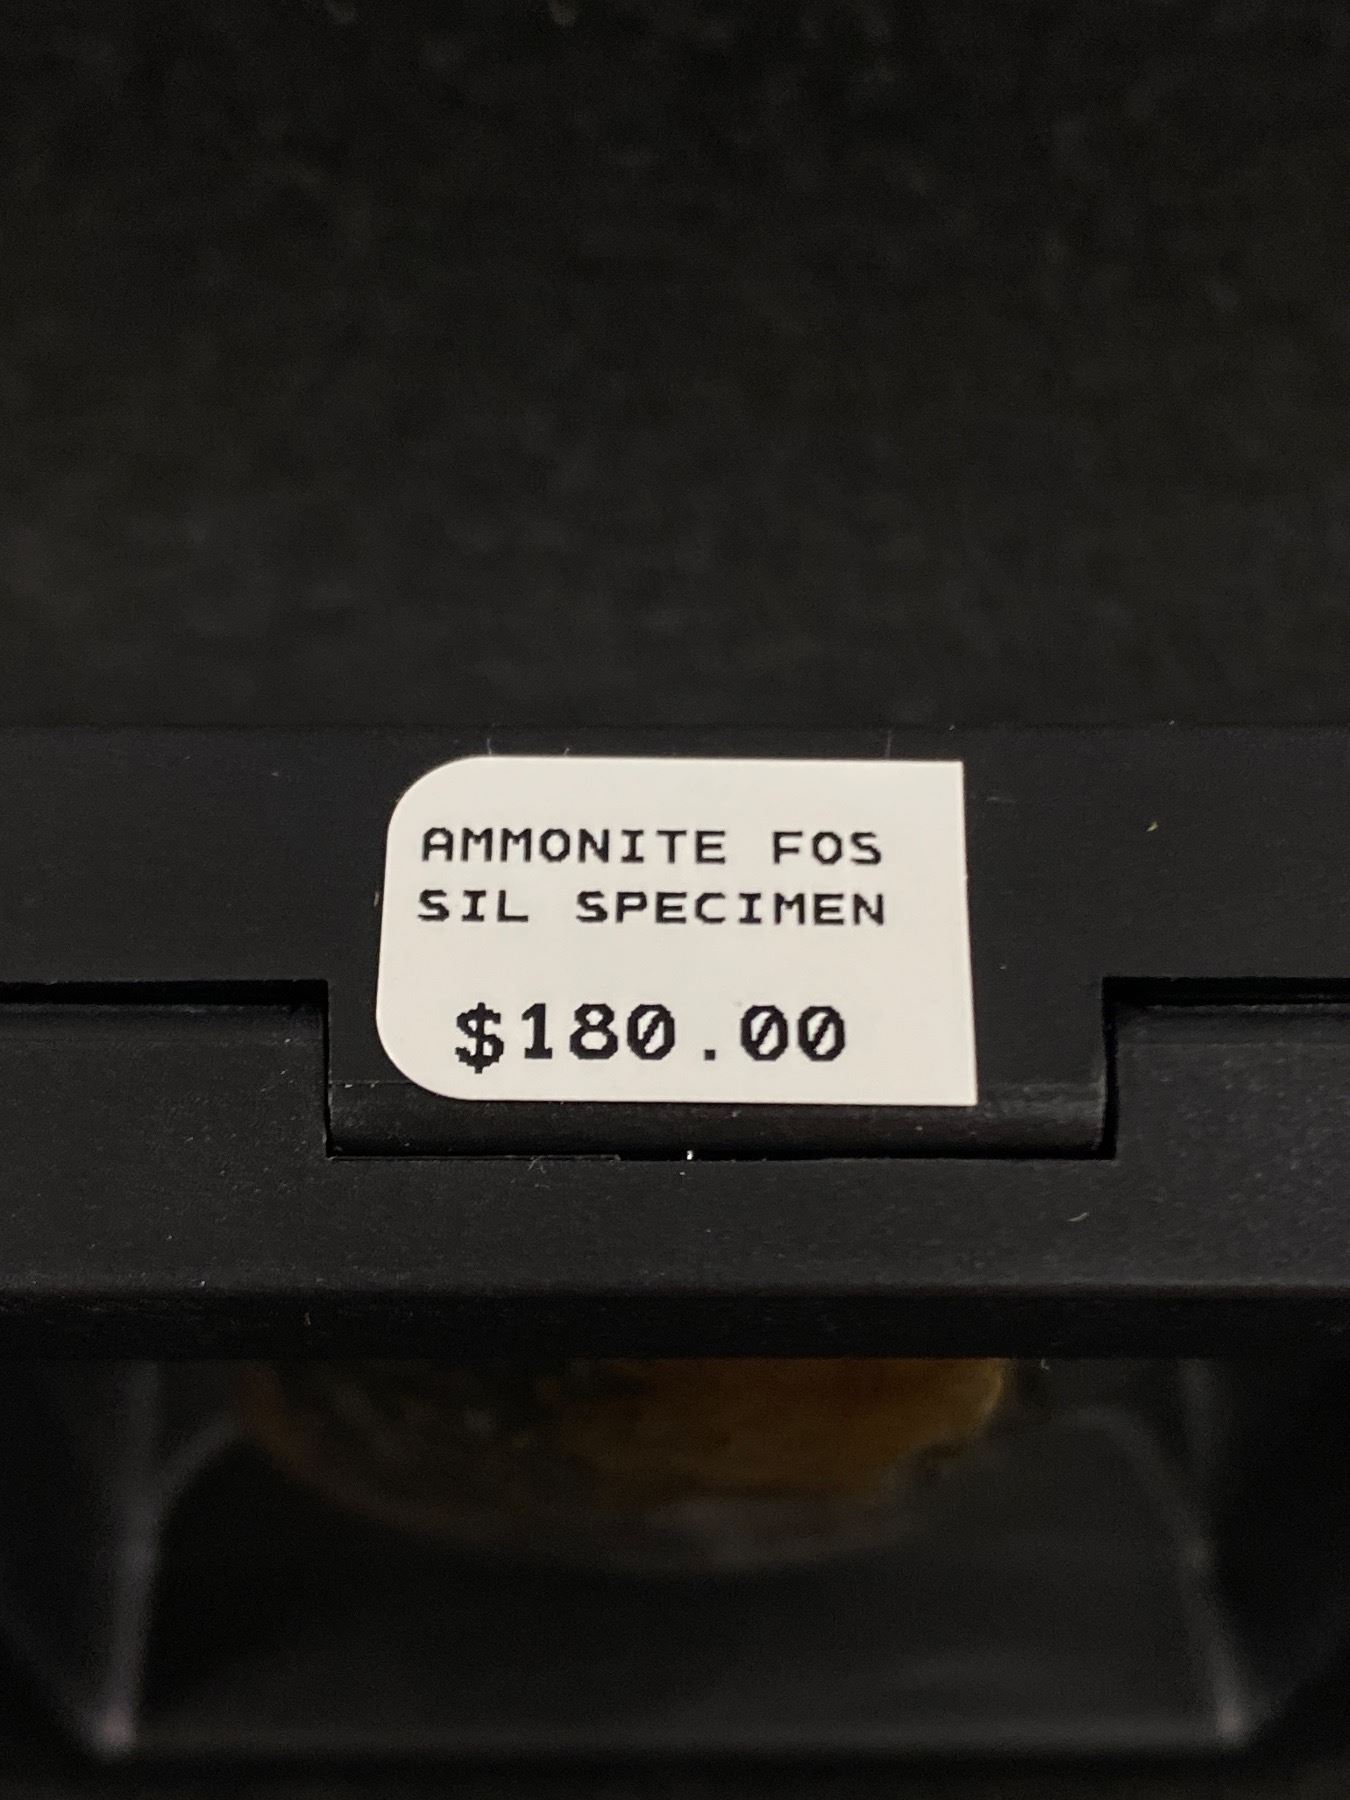 AMMONITE FOS
SIL SPECIMEN
$180.00